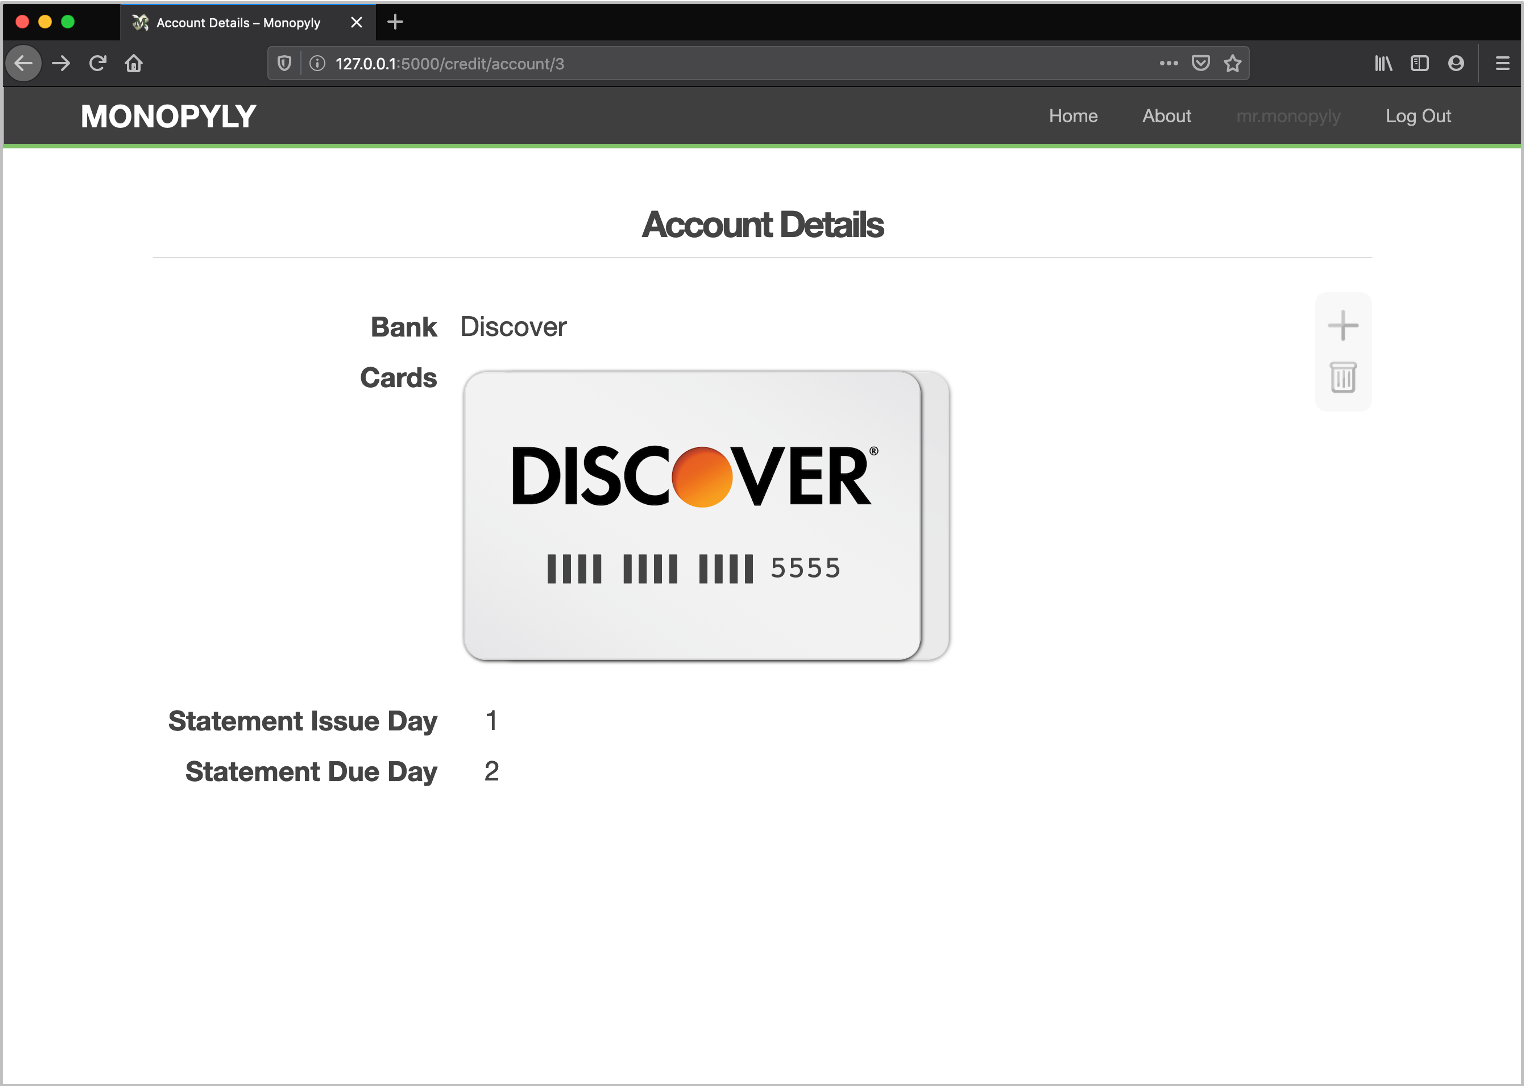 Account Details – Monopyly
127.0.0.1:5000/credit/account/3
MONOPYLY
Home About mr.monopyly Log Out
Account Details
Bank Discover
Cards
DISCOVER®
5555
Statement Issue Day 1
Statement Due Day 2